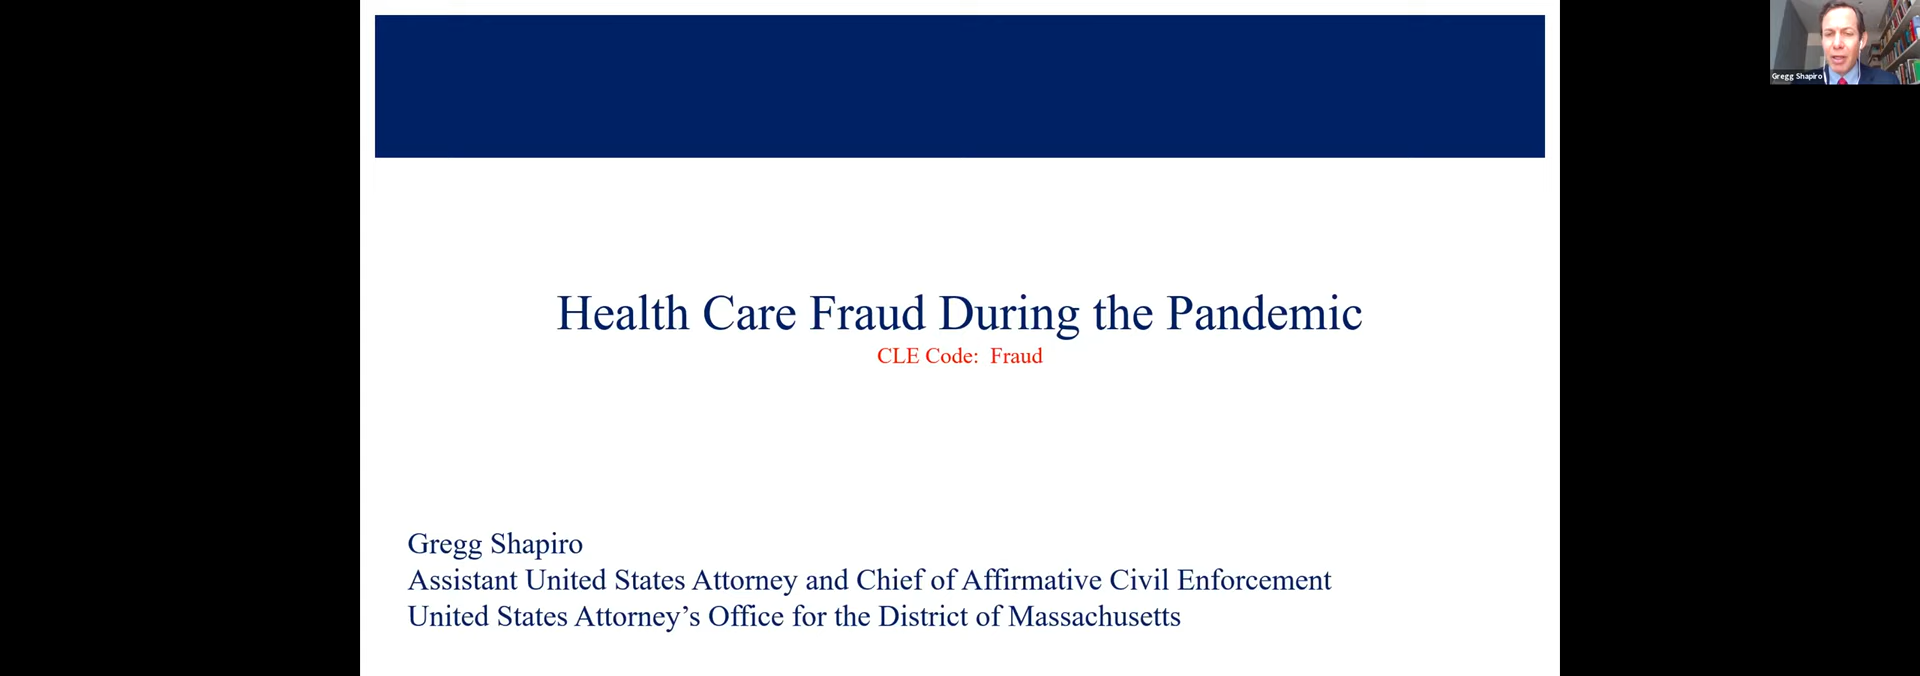 Health Care Fraud During the Pandemic
CLE Code: Fraud
Gregg Shapiro
Assistant United States Attorney and Chief of Affirmative Civil Enforcement
United States Attorney’s Office for the District of Massachusetts
Gregg Shapiro